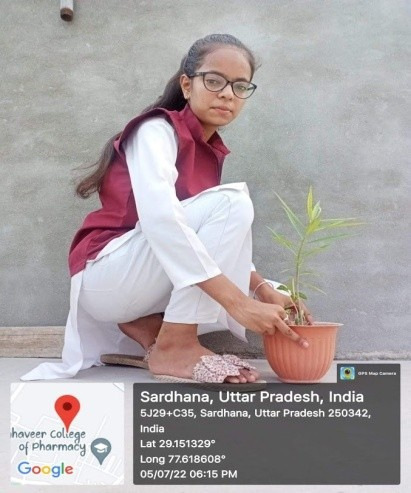 GPS Map Camera
Sardhana, Uttar Pradesh, India
5J29+C35, Sardhana, Uttar Pradesh 250342,
India
Lat 29.151329°
Long 77.618608°
05/07/22 06:15 PM
haveer College
of Pharmacy
Google